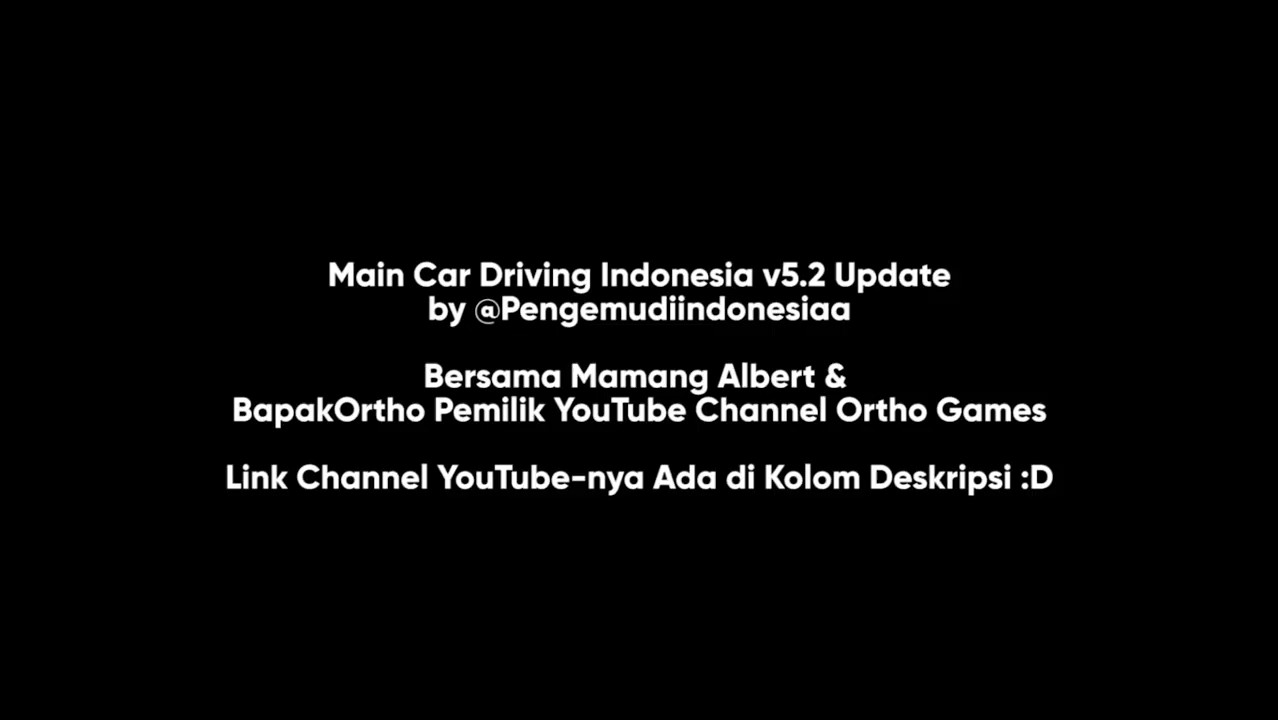 Main Car Driving Indonesia v5.2 Update
by @Pengemudiindonesiaa
Bersama Mamang Albert &
BapakOrtho Pemilik YouTube Channel Ortho Games
Link Channel YouTube-nya Ada di Kolom Deskripsi :D